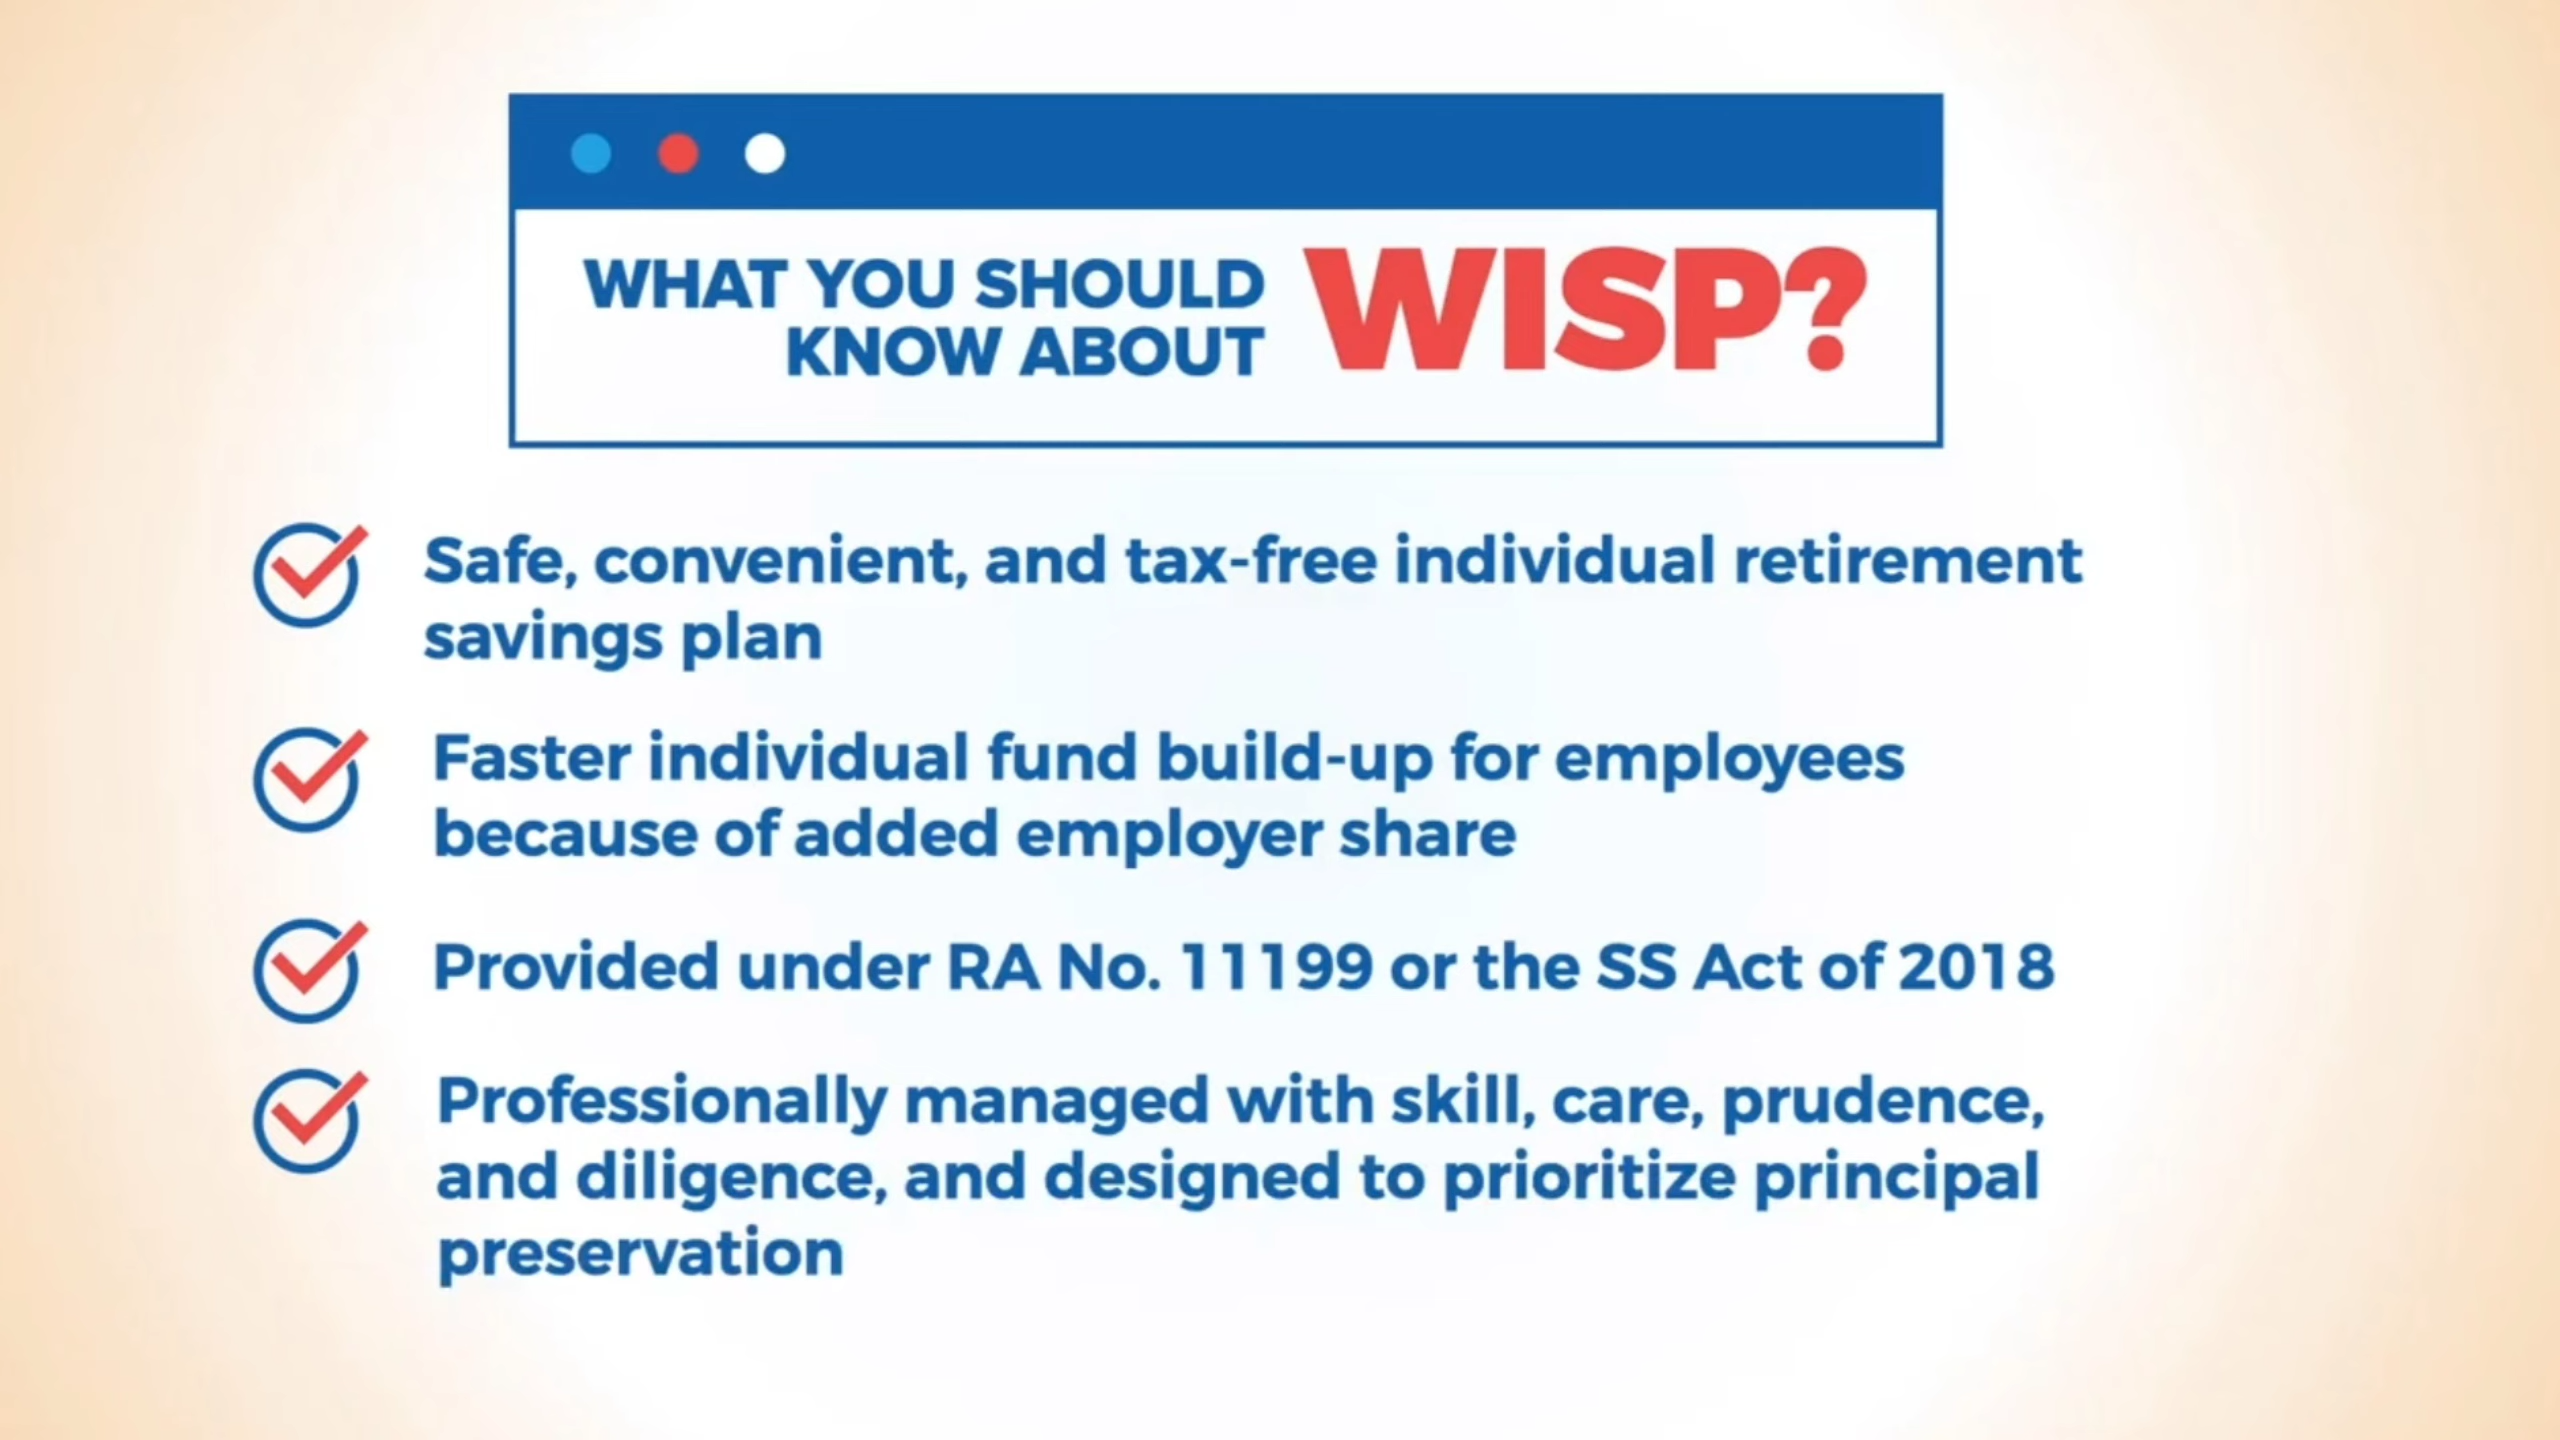 WHAT YOU SHOULD
KNOW ABOUT WISP?
Safe, convenient, and tax-free individual retirement
savings plan
Faster individual fund build-up for employees
because of added employer share
Provided under RA No. 11199 or the SS Act of 2018
Professionally managed with skill, care, prudence,
and diligence, and designed to prioritize principal
preservation